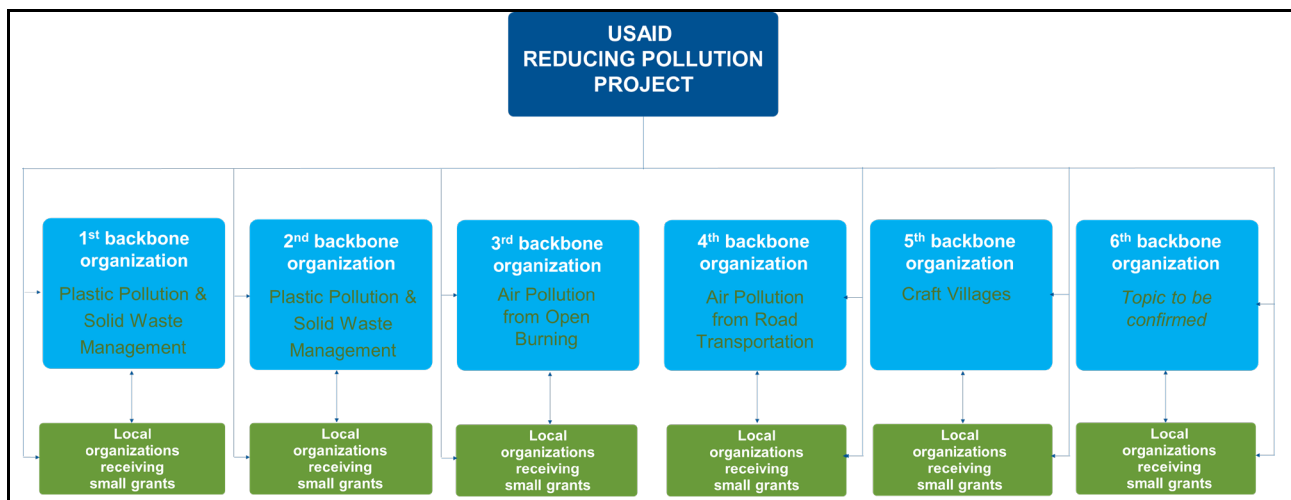 USAID
REDUCING POLLUTION
PROJECT
1st backbone
organization
Plastic Pollution &
Solid Waste
Management
2nd backbone
organization
Plastic Pollution &
Solid Waste
Management
3rd backbone
organization
Air Pollution
from Open
Burning
4th backbone
organization
Air Pollution
from Road
Transportation
5th backbone
organization
Craft Villages
6th backbone
organization
Topic to be
confirmed
Local
organizations
receiving
small grants
Local
organizations
receiving
small grants
Local
organizations
receiving
small grants
Local
organizations
receiving
small grants
Local
organizations
receiving
small grants
Local
organizations
receiving
small grants